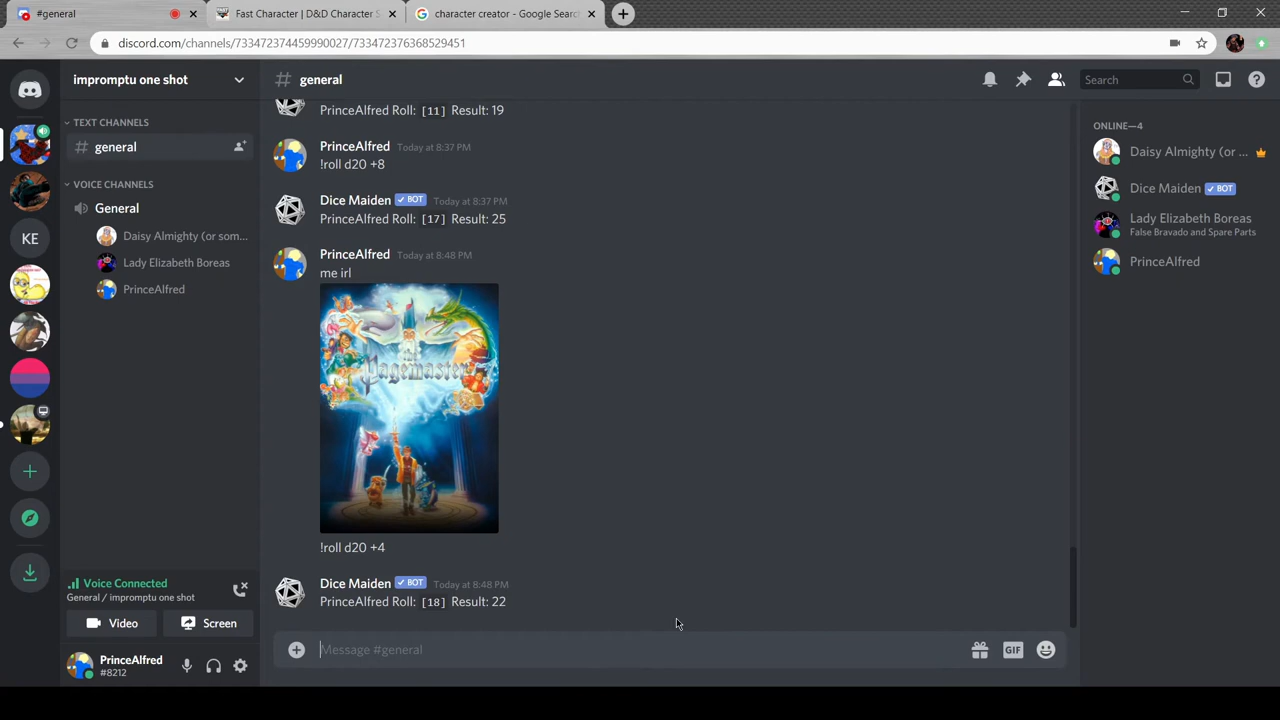 #general
Fast Character | D&D Character S
character creator - Google Searc
discord.com/channels/733472374459990027/733472376368529451
impromptu one shot
# general
Search
TEXT CHANNELS
# general
VOICE CHANNELS
General
Daisy Almighty (or som...
Lady Elizabeth Boreas
PrinceAlfred
KE
Voice Connected
General / impromptu one shot
Video
Screen
PrinceAlfred
#8212
PrinceAlfred Roll: [11] Result: 19
PrinceAlfred Today at 8:37 PM
!roll d20 +8
Dice Maiden ✓ BOT Today at 8:37 PM
PrinceAlfred Roll: [17] Result: 25
PrinceAlfred Today at 8:48 PM
me irl
the
Pagemaster
!roll d20 +4
Dice Maiden ✓ BOT Today at 8:48 PM
PrinceAlfred Roll: [18] Result: 22
Message #general
GIF
ONLINE—4
Daisy Almighty (or ...
Dice Maiden ✓ BOT
Lady Elizabeth Boreas
False Bravado and Spare Parts
PrinceAlfred